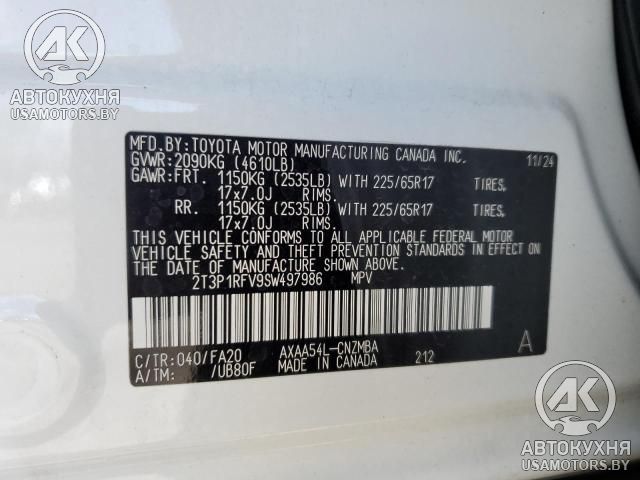 AK
АВТОКУХНЯ
USAMOTORS.BY
MFD.BY:TOYOTA MOTOR MANUFACTURING CANADA INC. 11/24
GVWR:2090KG (4610LB)
GAWR:FRT. 1150KG (2535LB) WITH 225/65R17 TIRES,
17x7.0J RIMS.
RR. 1150KG (2535LB) WITH 225/65R17 TIRES,
17x7.0J RIMS.
THIS VEHICLE CONFORMS TO ALL APPLICABLE FEDERAL MOTOR
VEHICLE SAFETY AND THEFT PREVENTION STANDARDS IN EFFECT ON
THE DATE OF MANUFACTURE SHOWN ABOVE.
2T3P1RFV9SW497986 MPV
C/TR:040/FA20 AXAA54L-CNZMBA A
A/TM: /UB80F MADE IN CANADA 212
AK
АВТОКУХНЯ
USAMOTORS.BY